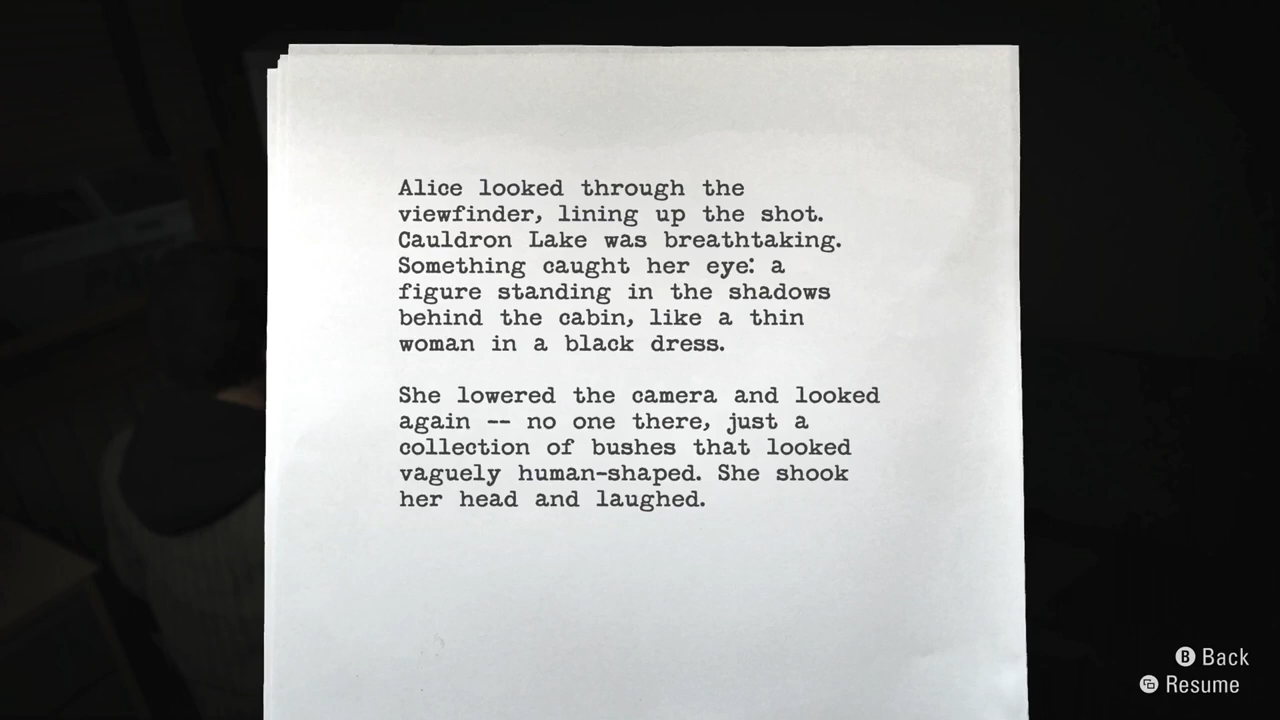 Alice looked through the
viewfinder, lining up the shot.
Cauldron Lake was breathtaking.
Something caught her eye: a
figure standing in the shadows
behind the cabin, like a thin
woman in a black dress.
She lowered the camera and looked
again -- no one there, just a
collection of bushes that looked
vaguely human-shaped. She shook
her head and laughed.
B Back
Resume